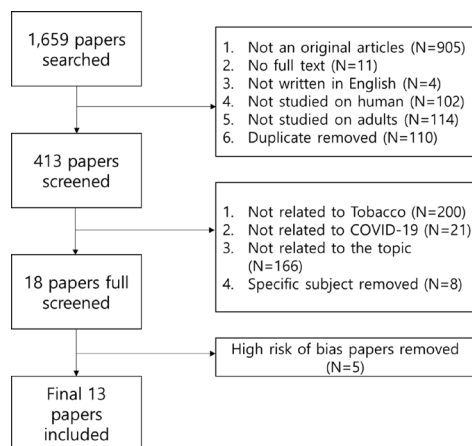 1,659 papers
searched
1. Not an original articles (N=905)
2. No full text (N=11)
3. Not written in English (N=4)
4. Not studied on human (N=102)
5. Not studied on adults (N=114)
6. Duplicate removed (N=110)
413 papers
screened
1. Not related to Tobacco (N=200)
2. Not related to COVID-19 (N=21)
3. Not related to the topic
(N=166)
4. Specific subject removed (N=8)
18 papers full
screened
High risk of bias papers removed
(N=5)
Final 13
papers
included